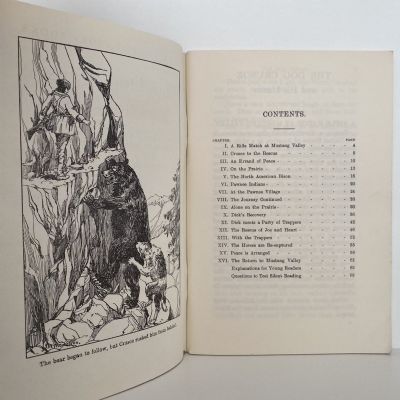 The bear began to follow, but Crusoe rushed him from behind.
CONTENTS.
CHAPTER PAGE
I. A Rifle Match at Mustang Valley 4
II. Crusoe to the Rescue
III. An Errand of Peace
IV. On the Prairie
V. The North American Bison
VI. Pawnee Indians
VII. At the Pawnee Village
VIII. The Journey Continued
IX. Alone on the Prairie
X. Dick's Recovery
XI. Dick meets a Party of Trappers
XII. The Rescue of Joe and Henri
XIII. With the Trappers
XIV. The Horses are Re-captured
XV. Peace is Arranged
XVI. The Return to Mustang Valley
Explanations for Young Readers
Questions to Test Silent Reading